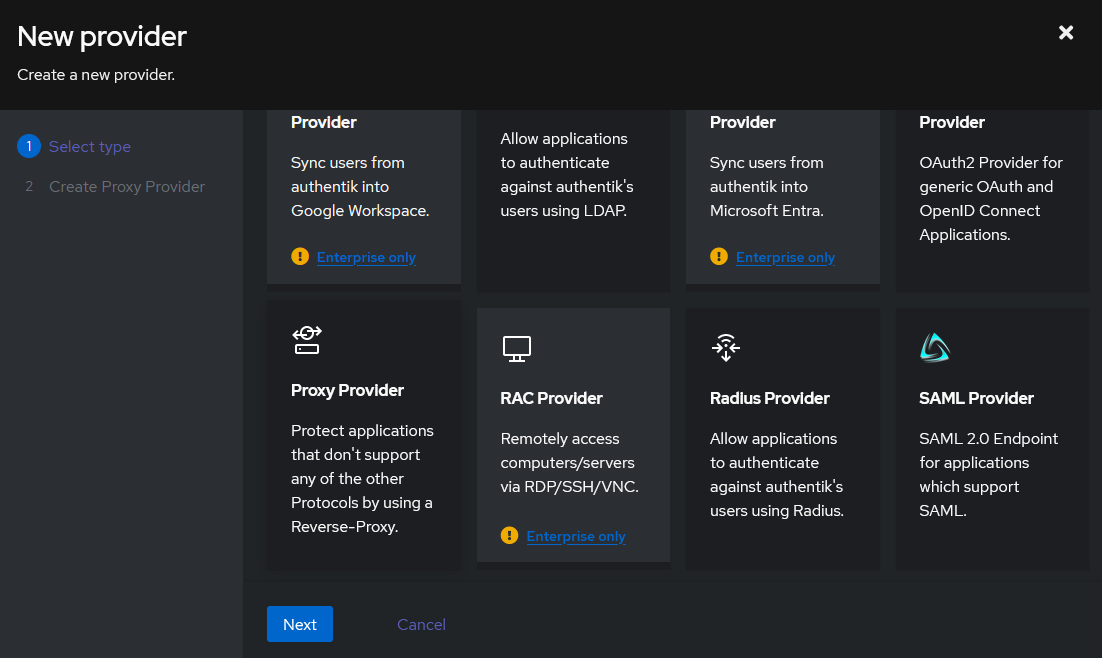 New provider
Create a new provider.
1 Select type
2 Create Proxy Provider
Provider
Sync users from
authentik into
Google Workspace.
Enterprise only
Allow applications
to authenticate
against authentik's
users using LDAP.
Provider
Sync users from
authentik into
Microsoft Entra.
Enterprise only
Provider
OAuth2 Provider for
generic OAuth and
OpenID Connect
Applications.
Proxy Provider
Protect applications
that don't support
any of the other
Protocols by using a
Reverse-Proxy.
RAC Provider
Remotely access
computers/servers
via RDP/SSH/VNC.
Enterprise only
Radius Provider
Allow applications
to authenticate
against authentik's
users using Radius.
SAML Provider
SAML 2.0 Endpoint
for applications
which support
SAML.
Next
Cancel